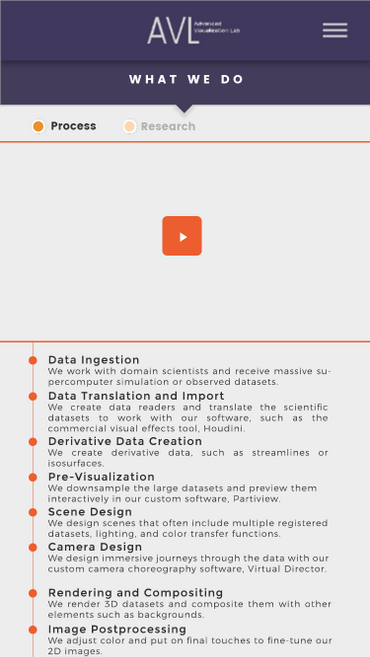 AVL Advanced
Visualization Lab
WHAT WE DO
Process Research
Data Ingestion
We work with domain scientists and receive massive su-
percomputer simulation or observed datasets.
Data Translation and Import
We create data readers and translate the scientific
datasets to work with our software, such as the
commercial visual effects tool, Houdini.
Derivative Data Creation
We create derivative data, such as streamlines or
isosurfaces.
Pre-Visualization
We downsample the large datasets and preview them
interactively in our custom software, Partiview.
Scene Design
We design scenes that often include multiple registered
datasets, lighting, and color transfer functions.
Camera Design
We design immersive journeys through the data with our
custom camera choreography software, Virtual Director.
Rendering and Compositing
We render 3D datasets and composite them with other
elements such as backgrounds.
Image Postprocessing
We adjust color and put on final touches to fine-tune our
2D images.